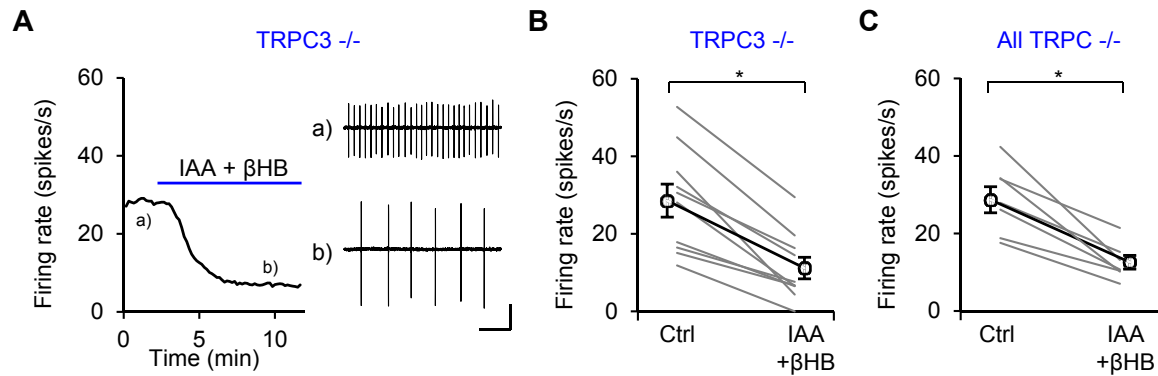 A
TRPC3 -/-
Firing rate (spikes/s)
60
40
20
0
IAA + βHB
a)
b)
0
5
10
Time (min)
a)
b)
B
TRPC3 -/-
Firing rate (spikes/s)
60
40
20
0
*
Ctrl
IAA
+βHB
C
All TRPC -/-
Firing rate (spikes/s)
60
40
20
0
*
Ctrl
IAA
+βHB